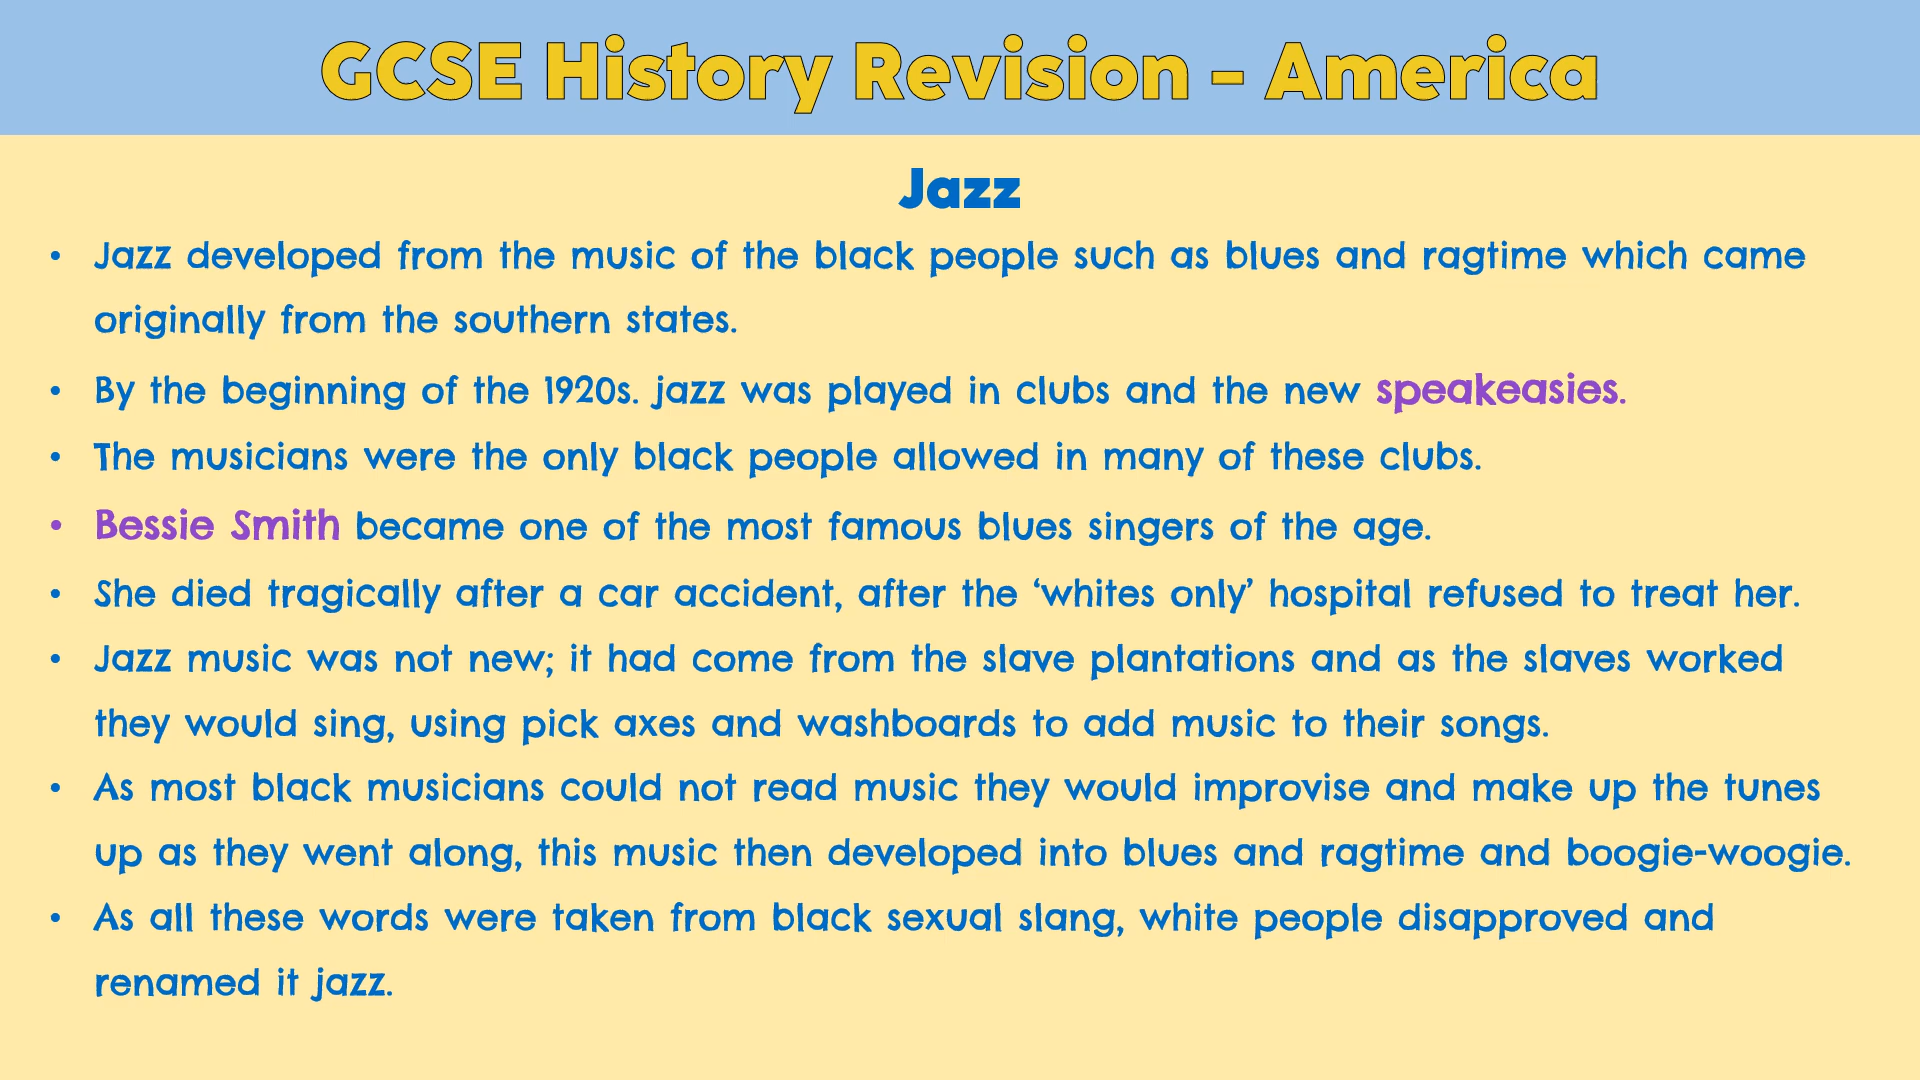 GCSE History Revision - America
Jazz
• Jazz developed from the music of the black people such as blues and ragtime which came
originally from the southern states.
• By the beginning of the 1920s. jazz was played in clubs and the new speakeasies.
• The musicians were the only black people allowed in many of these clubs.
• Bessie Smith became one of the most famous blues singers of the age.
• She died tragically after a car accident, after the ‘whites only’ hospital refused to treat her.
• Jazz music was not new; it had come from the slave plantations and as the slaves worked
they would sing, using pick axes and washboards to add music to their songs.
• As most black musicians could not read music they would improvise and make up the tunes
up as they went along, this music then developed into blues and ragtime and boogie-woogie.
• As all these words were taken from black sexual slang, white people disapproved and
renamed it jazz.